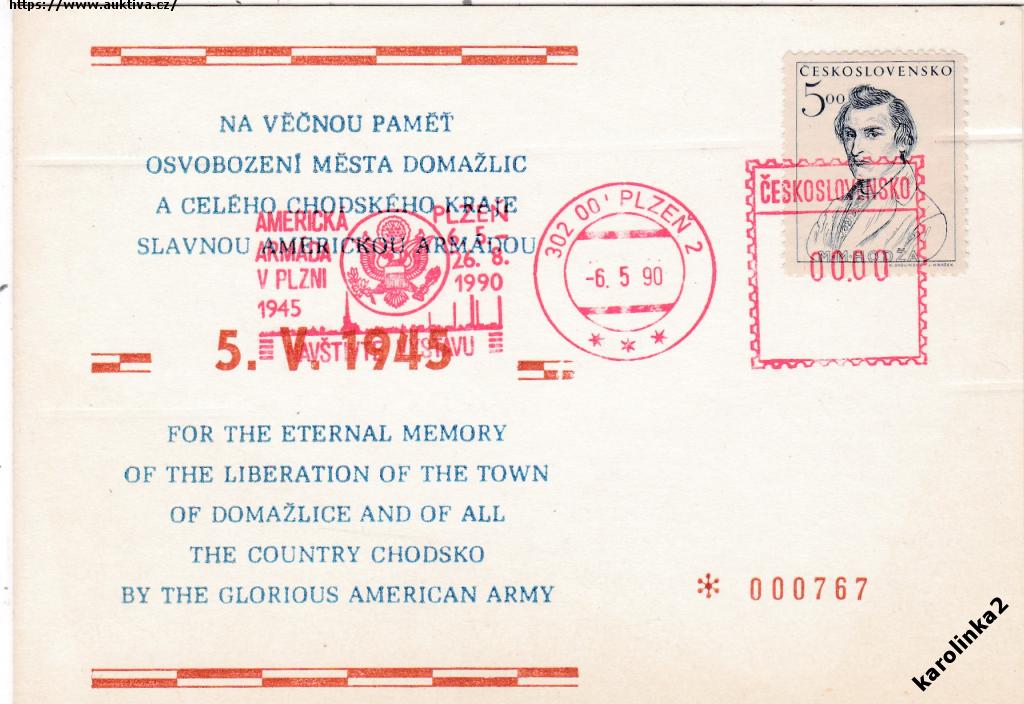 https://www.auktiva.cz/
ČESKOSLOVENSKO
5.00
NA VĚČNOU PAMĚŤ
OSVOBOZENÍ MĚSTA DOMAŽLIC
A CELÉHO CHODSKÉHO KRAJE
SLAVNOU AMERICKOU ARMÁDOU
AMERICKÁ
ARMÁDA
V PLZNI
1945
PLZEŇ
6. 5. -
26. 8.
1990
302 00 PLZEŇ 2
-6. 5 90
ČESKOSLOVENSKO
00.00
M. M. HODŽA
5. V. 1945
FOR THE ETERNAL MEMORY
OF THE LIBERATION OF THE TOWN
OF DOMAŽLICE AND OF ALL
THE COUNTRY CHODSKO
BY THE GLORIOUS AMERICAN ARMY
* 000767
karolinka2